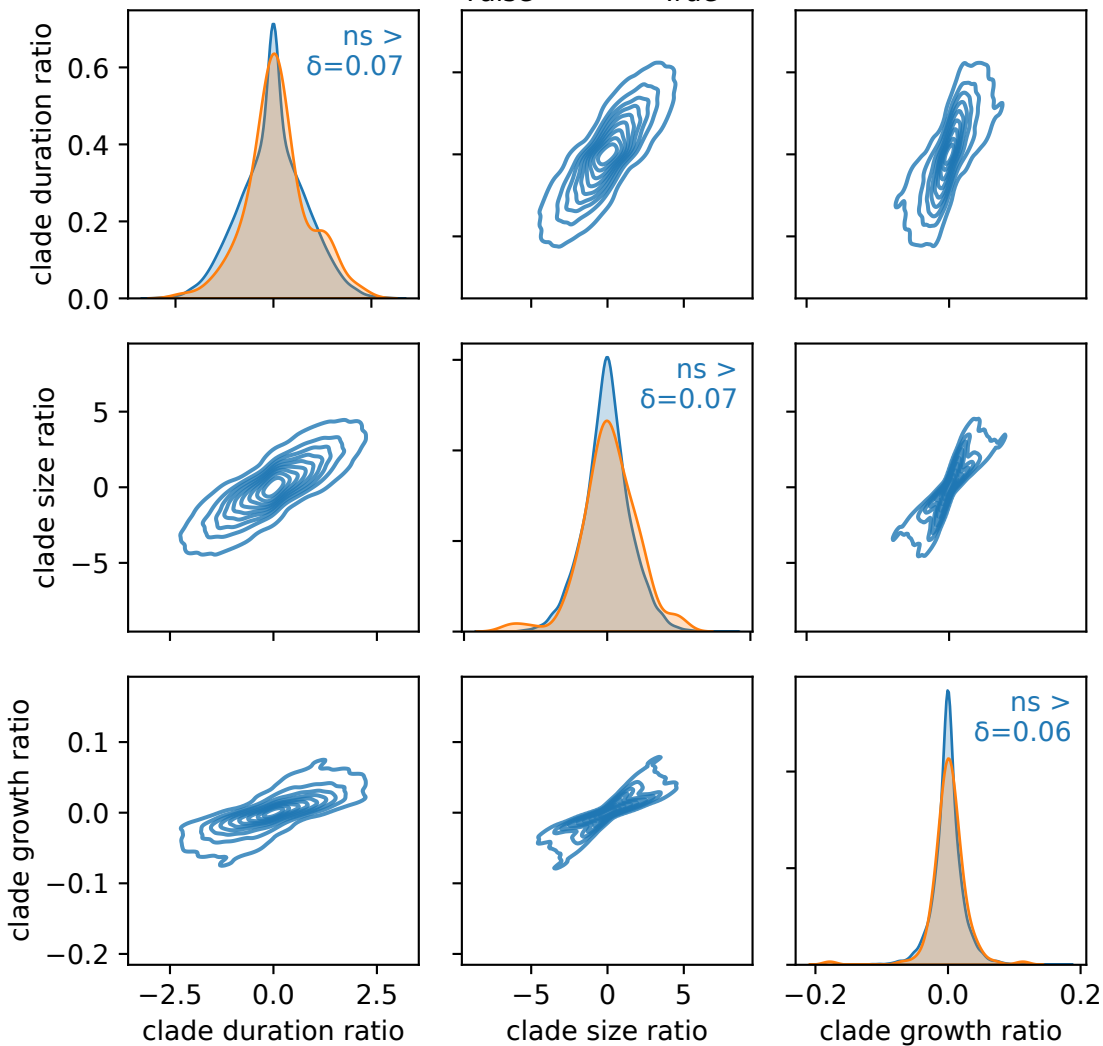 clade duration ratio
0.6
0.4
0.2
0.0
ns >
δ=0.07
clade size ratio
5
0
−5
ns >
δ=0.07
clade growth ratio
0.1
0.0
−0.1
−0.2
ns >
δ=0.06
−2.5 0.0 2.5
−5 0 5
−0.2 0.0 0.2
clade duration ratio
clade size ratio
clade growth ratio